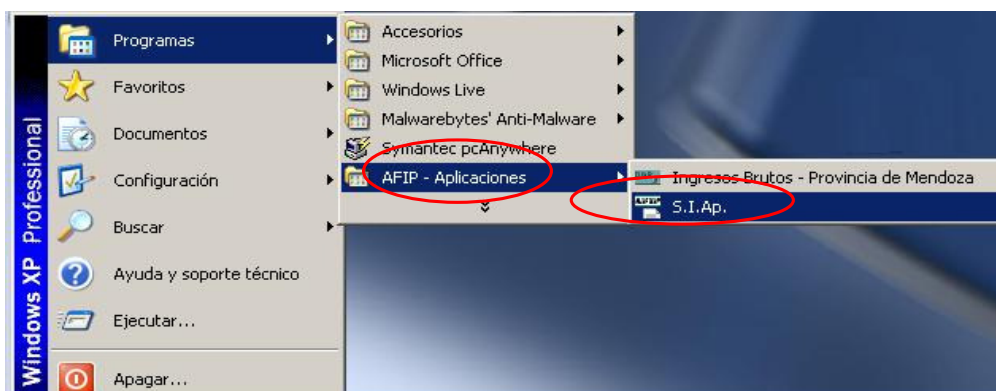 Programas
Favoritos
Documentos
Configuración
Buscar
Ayuda y soporte técnico
Ejecutar...
Apagar...
Windows XP Professional
Accesorios
Microsoft Office
Windows Live
Malwarebytes' Anti-Malware
Symantec pcAnywhere
AFIP - Aplicaciones
Ingresos Brutos - Provincia de Mendoza
S.I.Ap.